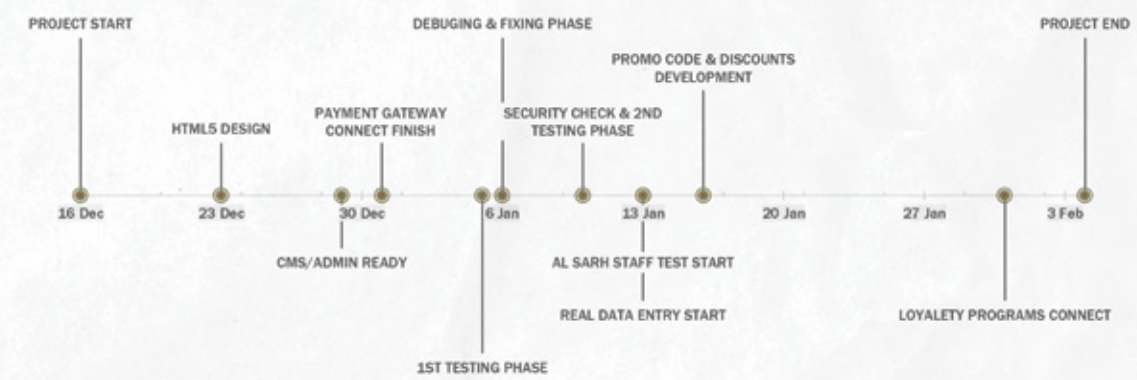 PROJECT START
DEBUGING & FIXING PHASE
PROJECT END
PROMO CODE & DISCOUNTS
DEVELOPMENT
HTML5 DESIGN
PAYMENT GATEWAY
CONNECT FINISH
SECURITY CHECK & 2ND
TESTING PHASE
16 Dec
23 Dec
30 Dec
6 Jan
13 Jan
20 Jan
27 Jan
3 Feb
CMS/ADMIN READY
AL SARH STAFF TEST START
REAL DATA ENTRY START
LOYALETY PROGRAMS CONNECT
1ST TESTING PHASE